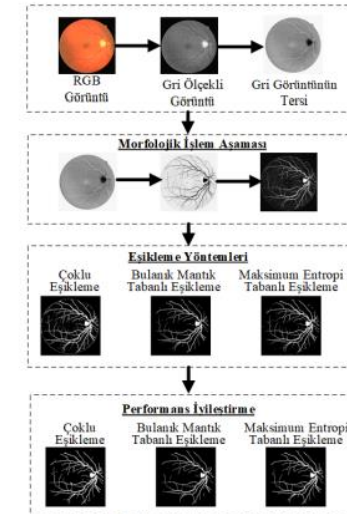 RGB Görüntü
Gri Ölçekli Görüntü
Gri Görüntünün Tersi
Morfolojik İşlem Aşaması
Eşikleme Yöntemleri
Çoklu Eşikleme
Bulanık Mantık Tabanlı Eşikleme
Maksimum Entropi Tabanlı Eşikleme
Performans İyileştirme
Çoklu Eşikleme
Bulanık Mantık Tabanlı Eşikleme
Maksimum Entropi Tabanlı Eşikleme